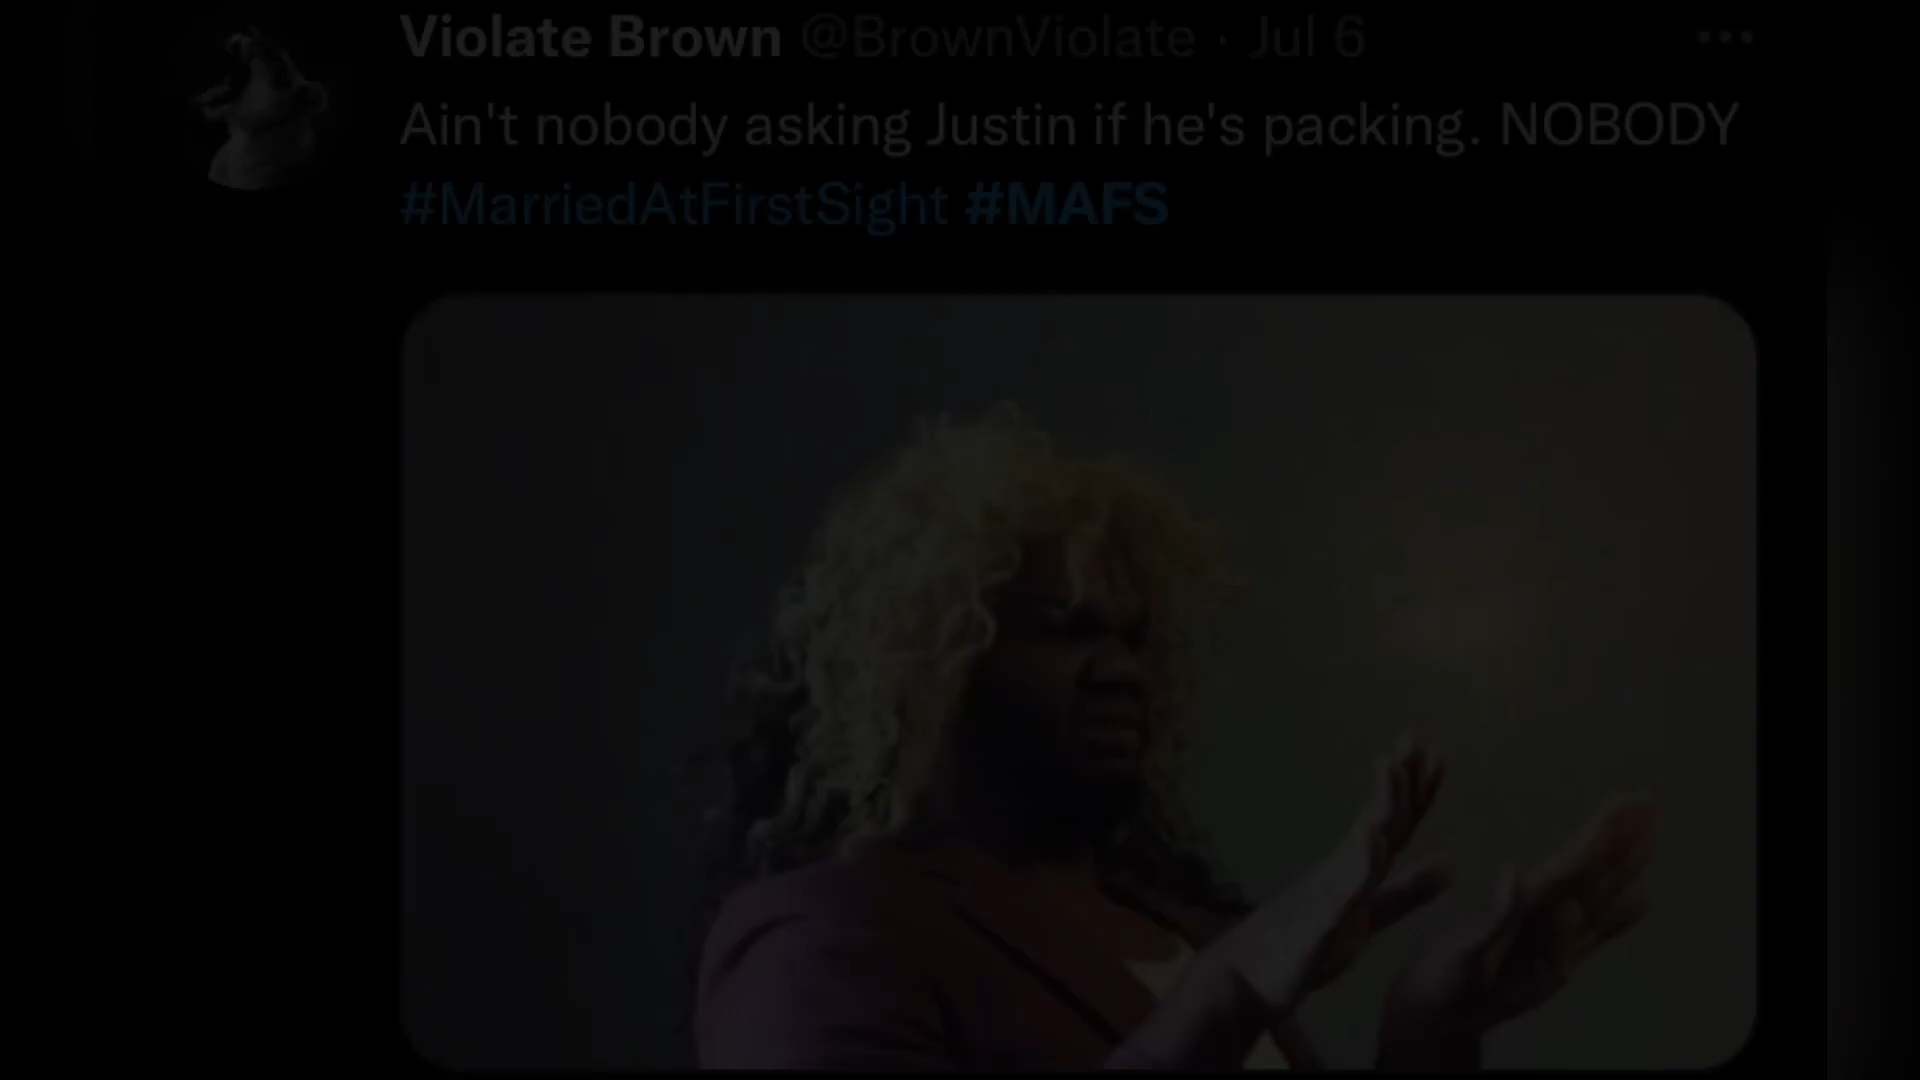 Violate Brown @BrownViolate · Jul 6
Ain't nobody asking Justin if he's packing. NOBODY
#MarriedAtFirstSight #MAFS